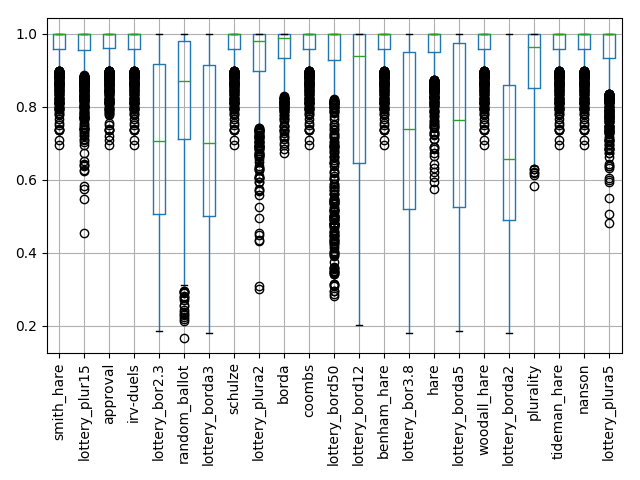 1.0
0.8
0.6
0.4
0.2
smith_hare
lottery_plur15
approval
irv-duels
lottery_bor2.3
random_ballot
lottery_borda3
schulze
lottery_plura2
borda
coombs
lottery_bord50
lottery_bord12
benham_hare
lottery_bor3.8
hare
lottery_borda5
woodall_hare
lottery_borda2
plurality
tideman_hare
nanson
lottery_plura5